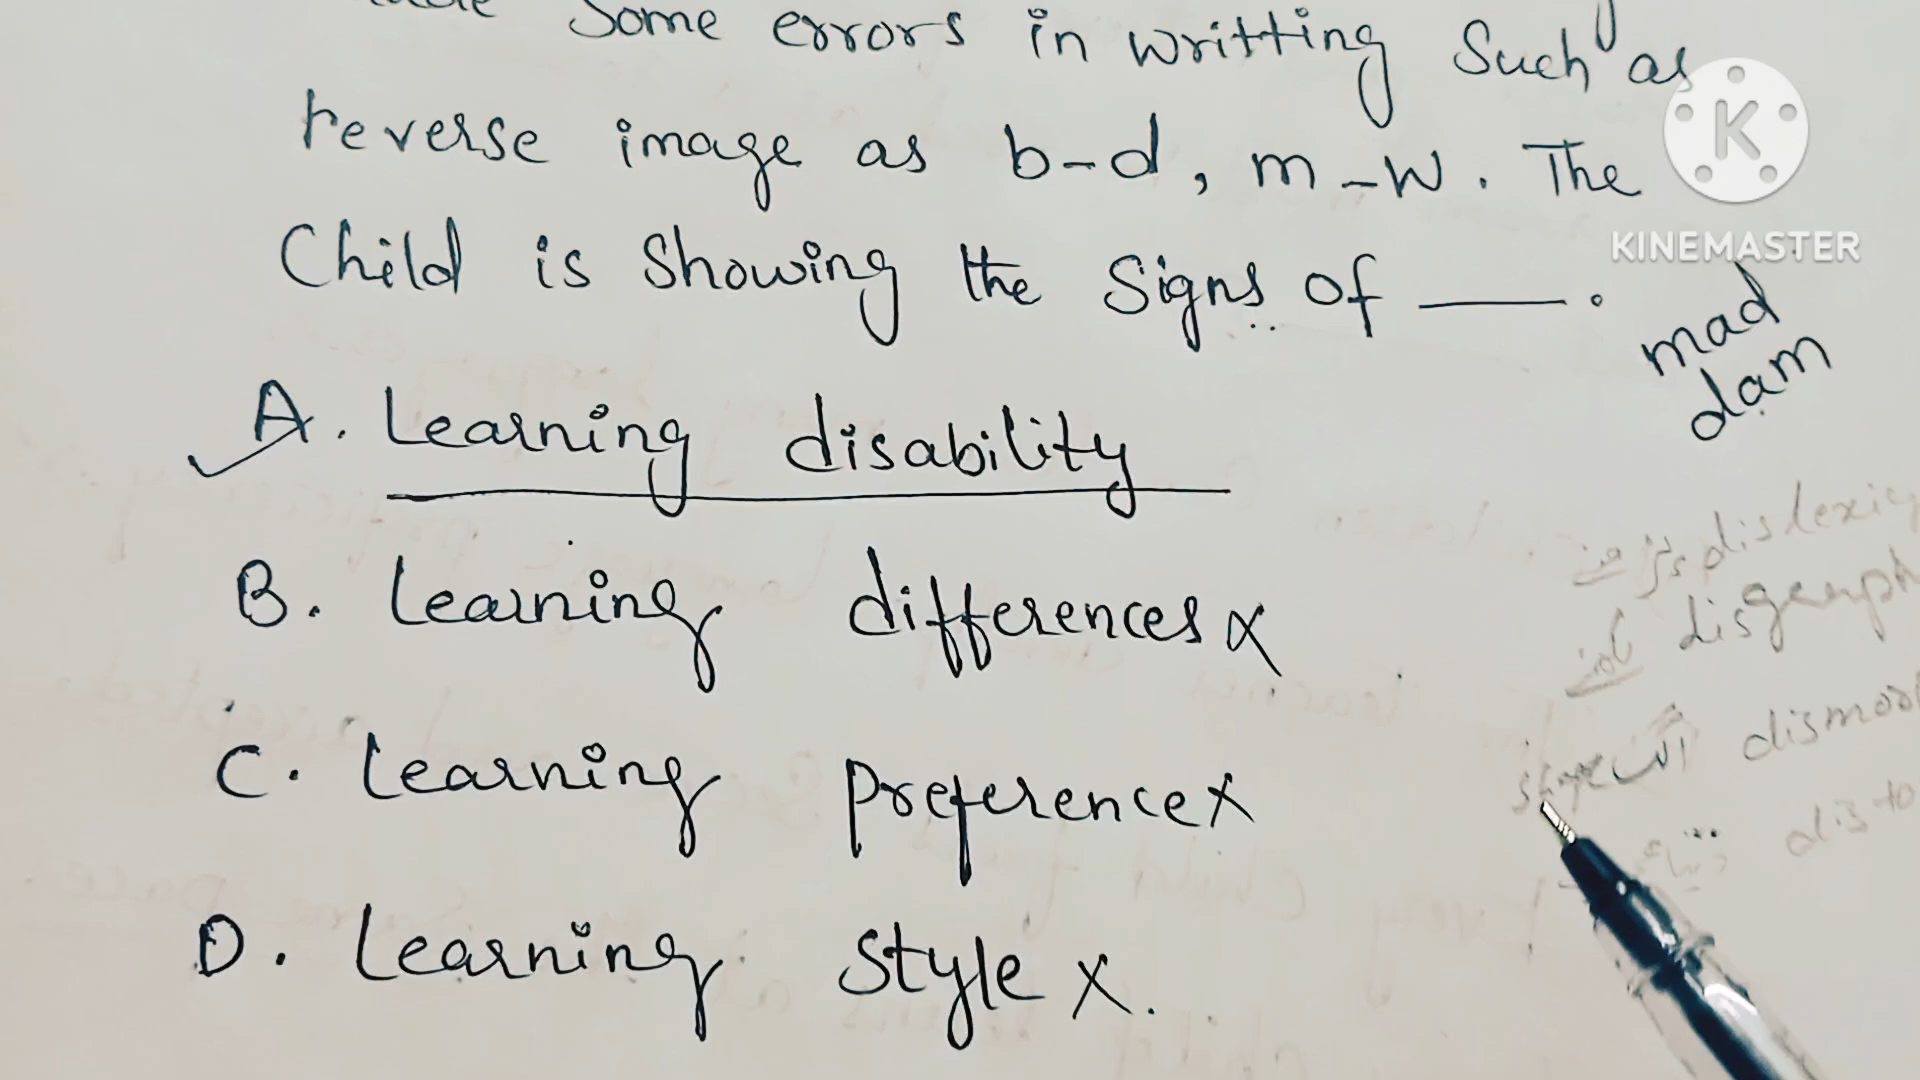 Some errors in writting Such as
reverse image as b-d, m-w. The
Child is showing the signs of ——.
KINEMASTER
mad
dam
A. Learning disability
B. Learning differences x
C. Learning Preference x
D. Learning style x.